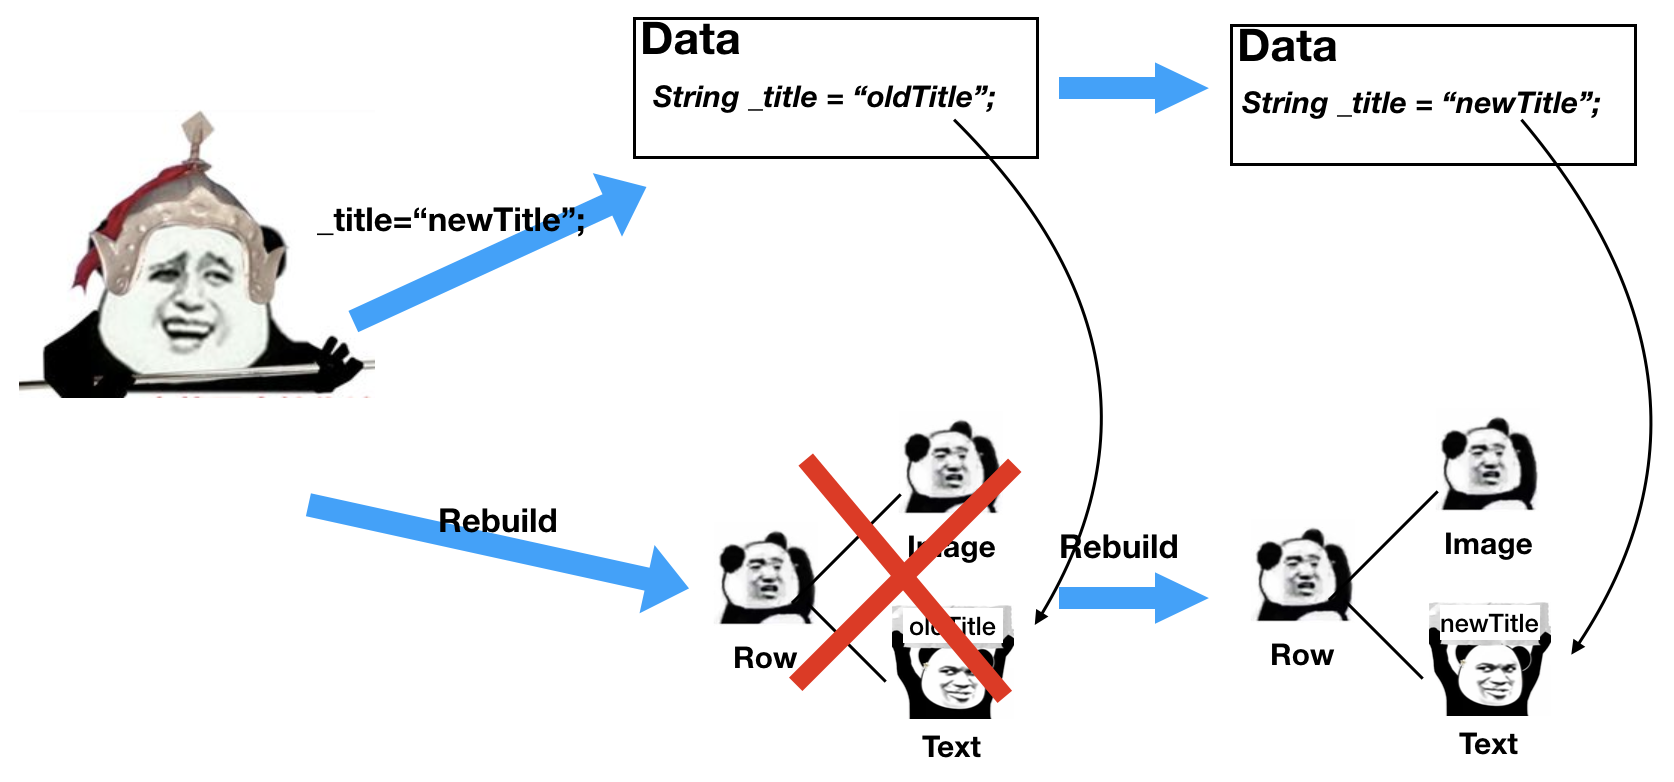 Data
String _title = “oldTitle”;
Data
String _title = “newTitle”;
_title=“newTitle”;
Rebuild
Image
Row
oldTitle
Text
Rebuild
Image
Row
newTitle
Text